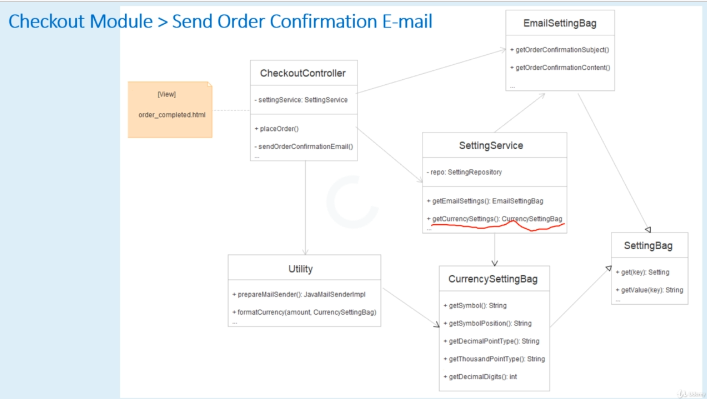 Checkout Module > Send Order Confirmation E-mail
EmailSettingBag
+ getOrderConfirmationSubject()
+ getOrderConfirmationContent()
...
CheckoutController
- settingService: SettingService
+ placeOrder()
- sendOrderConfirmationEmail()
...
[View]
order_completed.html
SettingService
- repo: SettingRepository
+ getEmailSettings(): EmailSettingBag
+ getCurrencySettings(): CurrencySettingBag
...
SettingBag
+ get(key): Setting
+ getValue(key): String
...
Utility
+ prepareMailSender(): JavaMailSenderImpl
+ formatCurrency(amount, CurrencySettingBag)
...
CurrencySettingBag
+ getSymbol(): String
+ getSymbolPosition(): String
+ getDecimalPointType(): String
+ getThousandPointType(): String
+ getDecimalDigits(): int